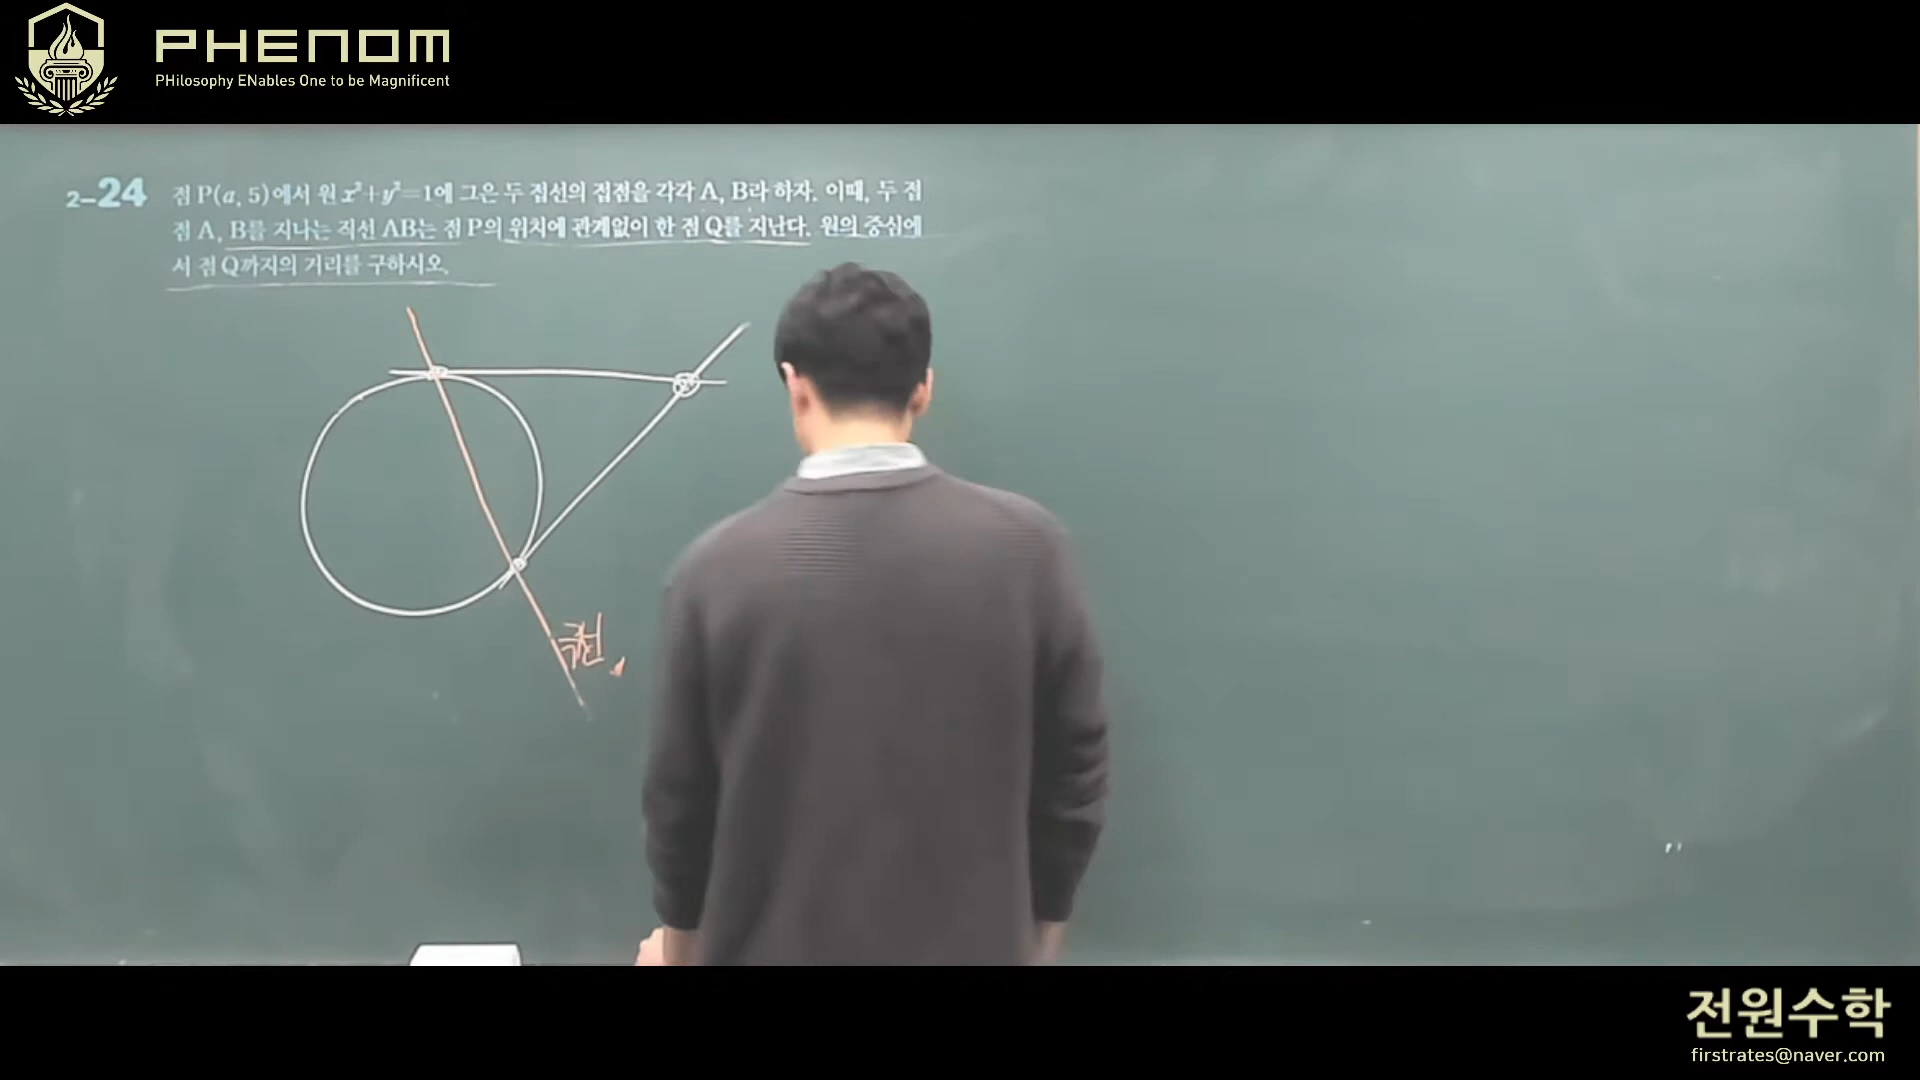 PHENOM
PHilosophy ENables One to be Magnificent
2-24 점 P(a, 5)에서 원 x²+y²=1에 그은 두 접선의 접점을 각각 A, B라 하자. 이때, 두 점
점 A, B를 지나는 직선 AB는 점 P의 위치에 관계없이 한 점 Q를 지난다. 원의 중심에
서 점 Q까지의 거리를 구하시오.
극선
전원수학
firstrates@naver.com